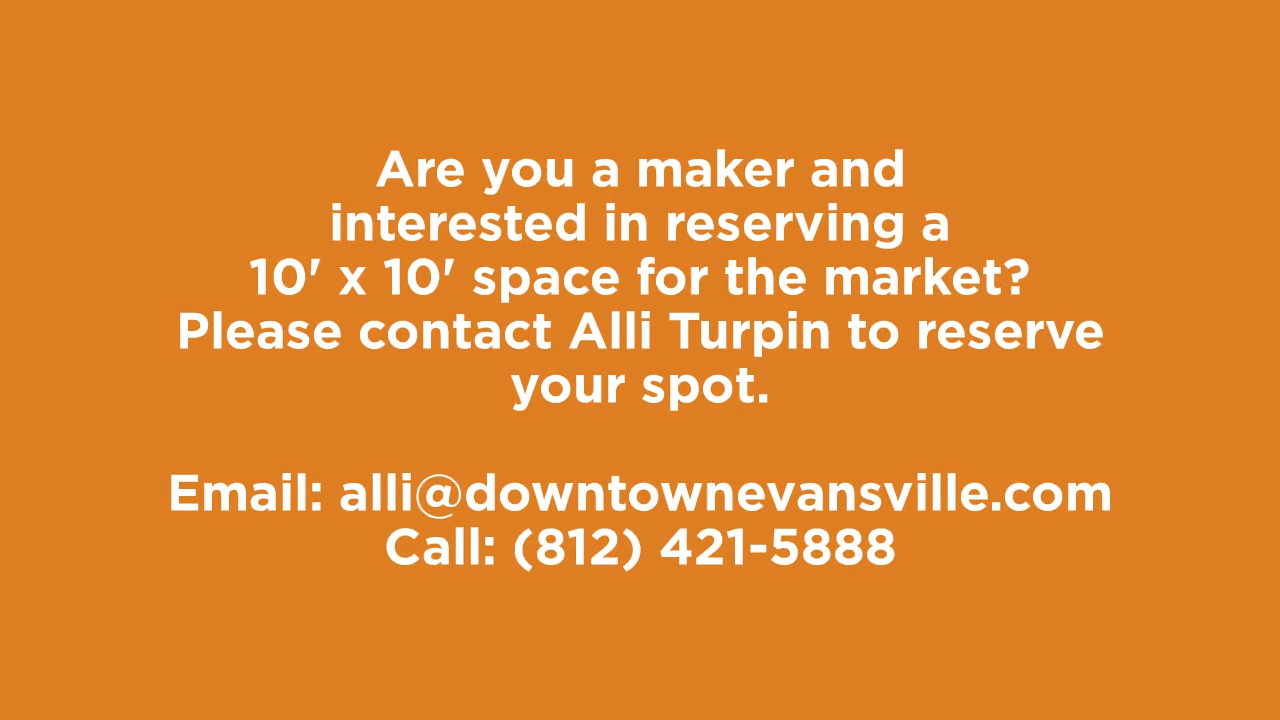 Are you a maker and
interested in reserving a
10' x 10' space for the market?
Please contact Alli Turpin to reserve
your spot.
Email: alli@downtownevansville.com
Call: (812) 421-5888